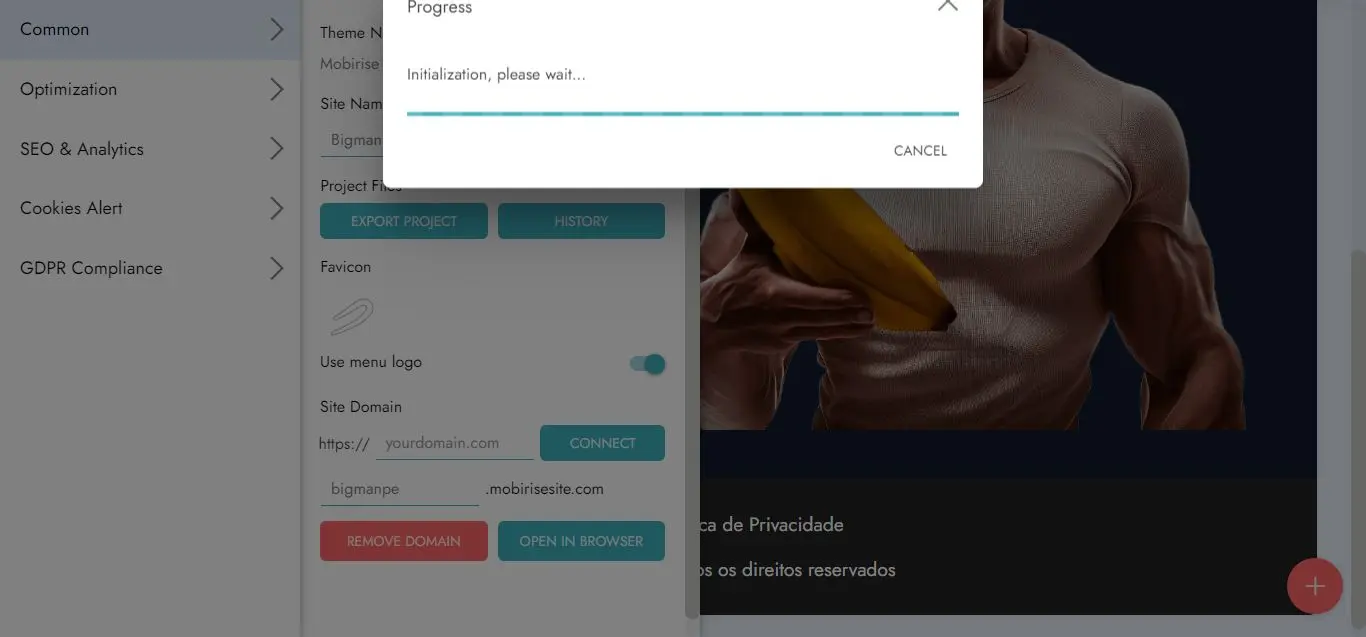 Common
Optimization
SEO & Analytics
Cookies Alert
GDPR Compliance
Theme N
Mobirise
Site Nam
Bigman
Project Files
EXPORT PROJECT
HISTORY
Favicon
Use menu logo
Site Domain
https://
yourdomain.com
CONNECT
bigmanpe
.mobirisesite.com
REMOVE DOMAIN
OPEN IN BROWSER
Progress
Initialization, please wait...
CANCEL
ca de Privacidade
os os direitos reservados